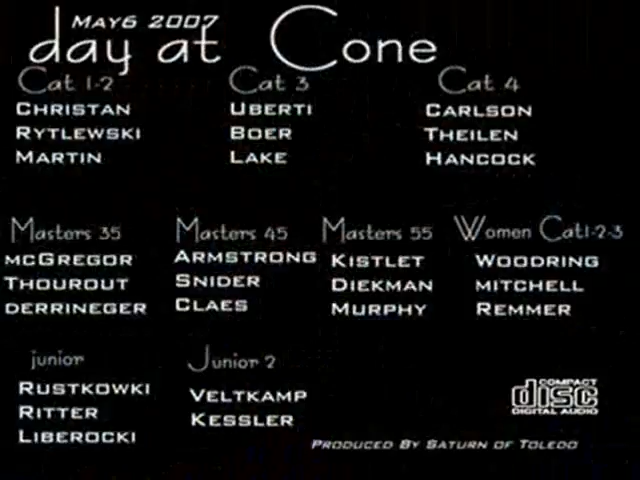 May6 2007
day at Cone
Cat 1-2
Christan
Rytlewski
Martin
Cat 3
Uberti
Boer
Lake
Cat 4
Carlson
Theilen
Hancock
Masters 35
mcGregor
Thourout
derrineger
Masters 45
Armstrong
Snider
Claes
Masters 55
Kistlet
Diekman
Murphy
Women Cat1-2-3
Woodring
mitchell
Remmer
junior
Rustkowki
Ritter
Liberocki
Junior 2
Veltkamp
Kessler
COMPACT
disc
DIGITAL AUDIO
Produced By Saturn of Toledo